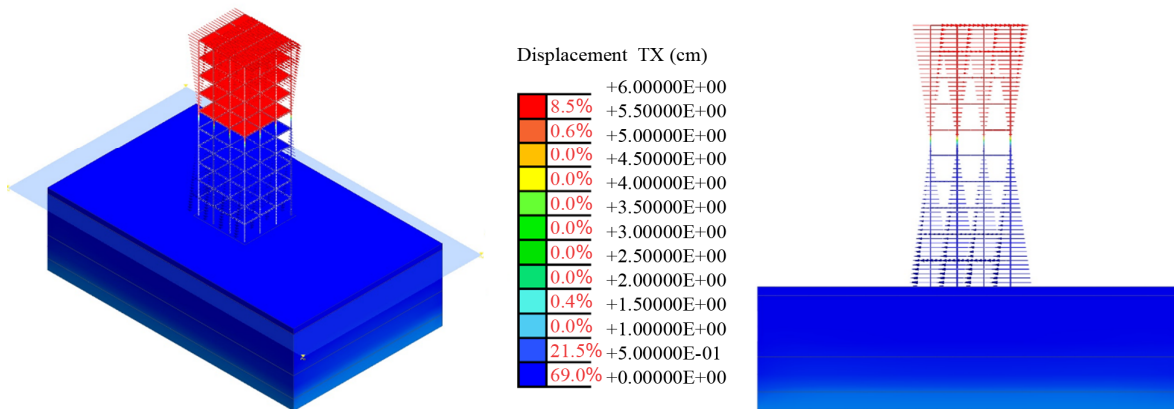 Displacement TX (cm)
+6.00000E+00
8.5%
+5.50000E+00
0.6%
+5.00000E+00
0.0%
+4.50000E+00
0.0%
+4.00000E+00
0.0%
+3.50000E+00
0.0%
+3.00000E+00
0.0%
+2.50000E+00
0.0%
+2.00000E+00
0.4%
+1.50000E+00
0.0%
+1.00000E+00
21.5%
+5.00000E-01
69.0%
+0.00000E+00